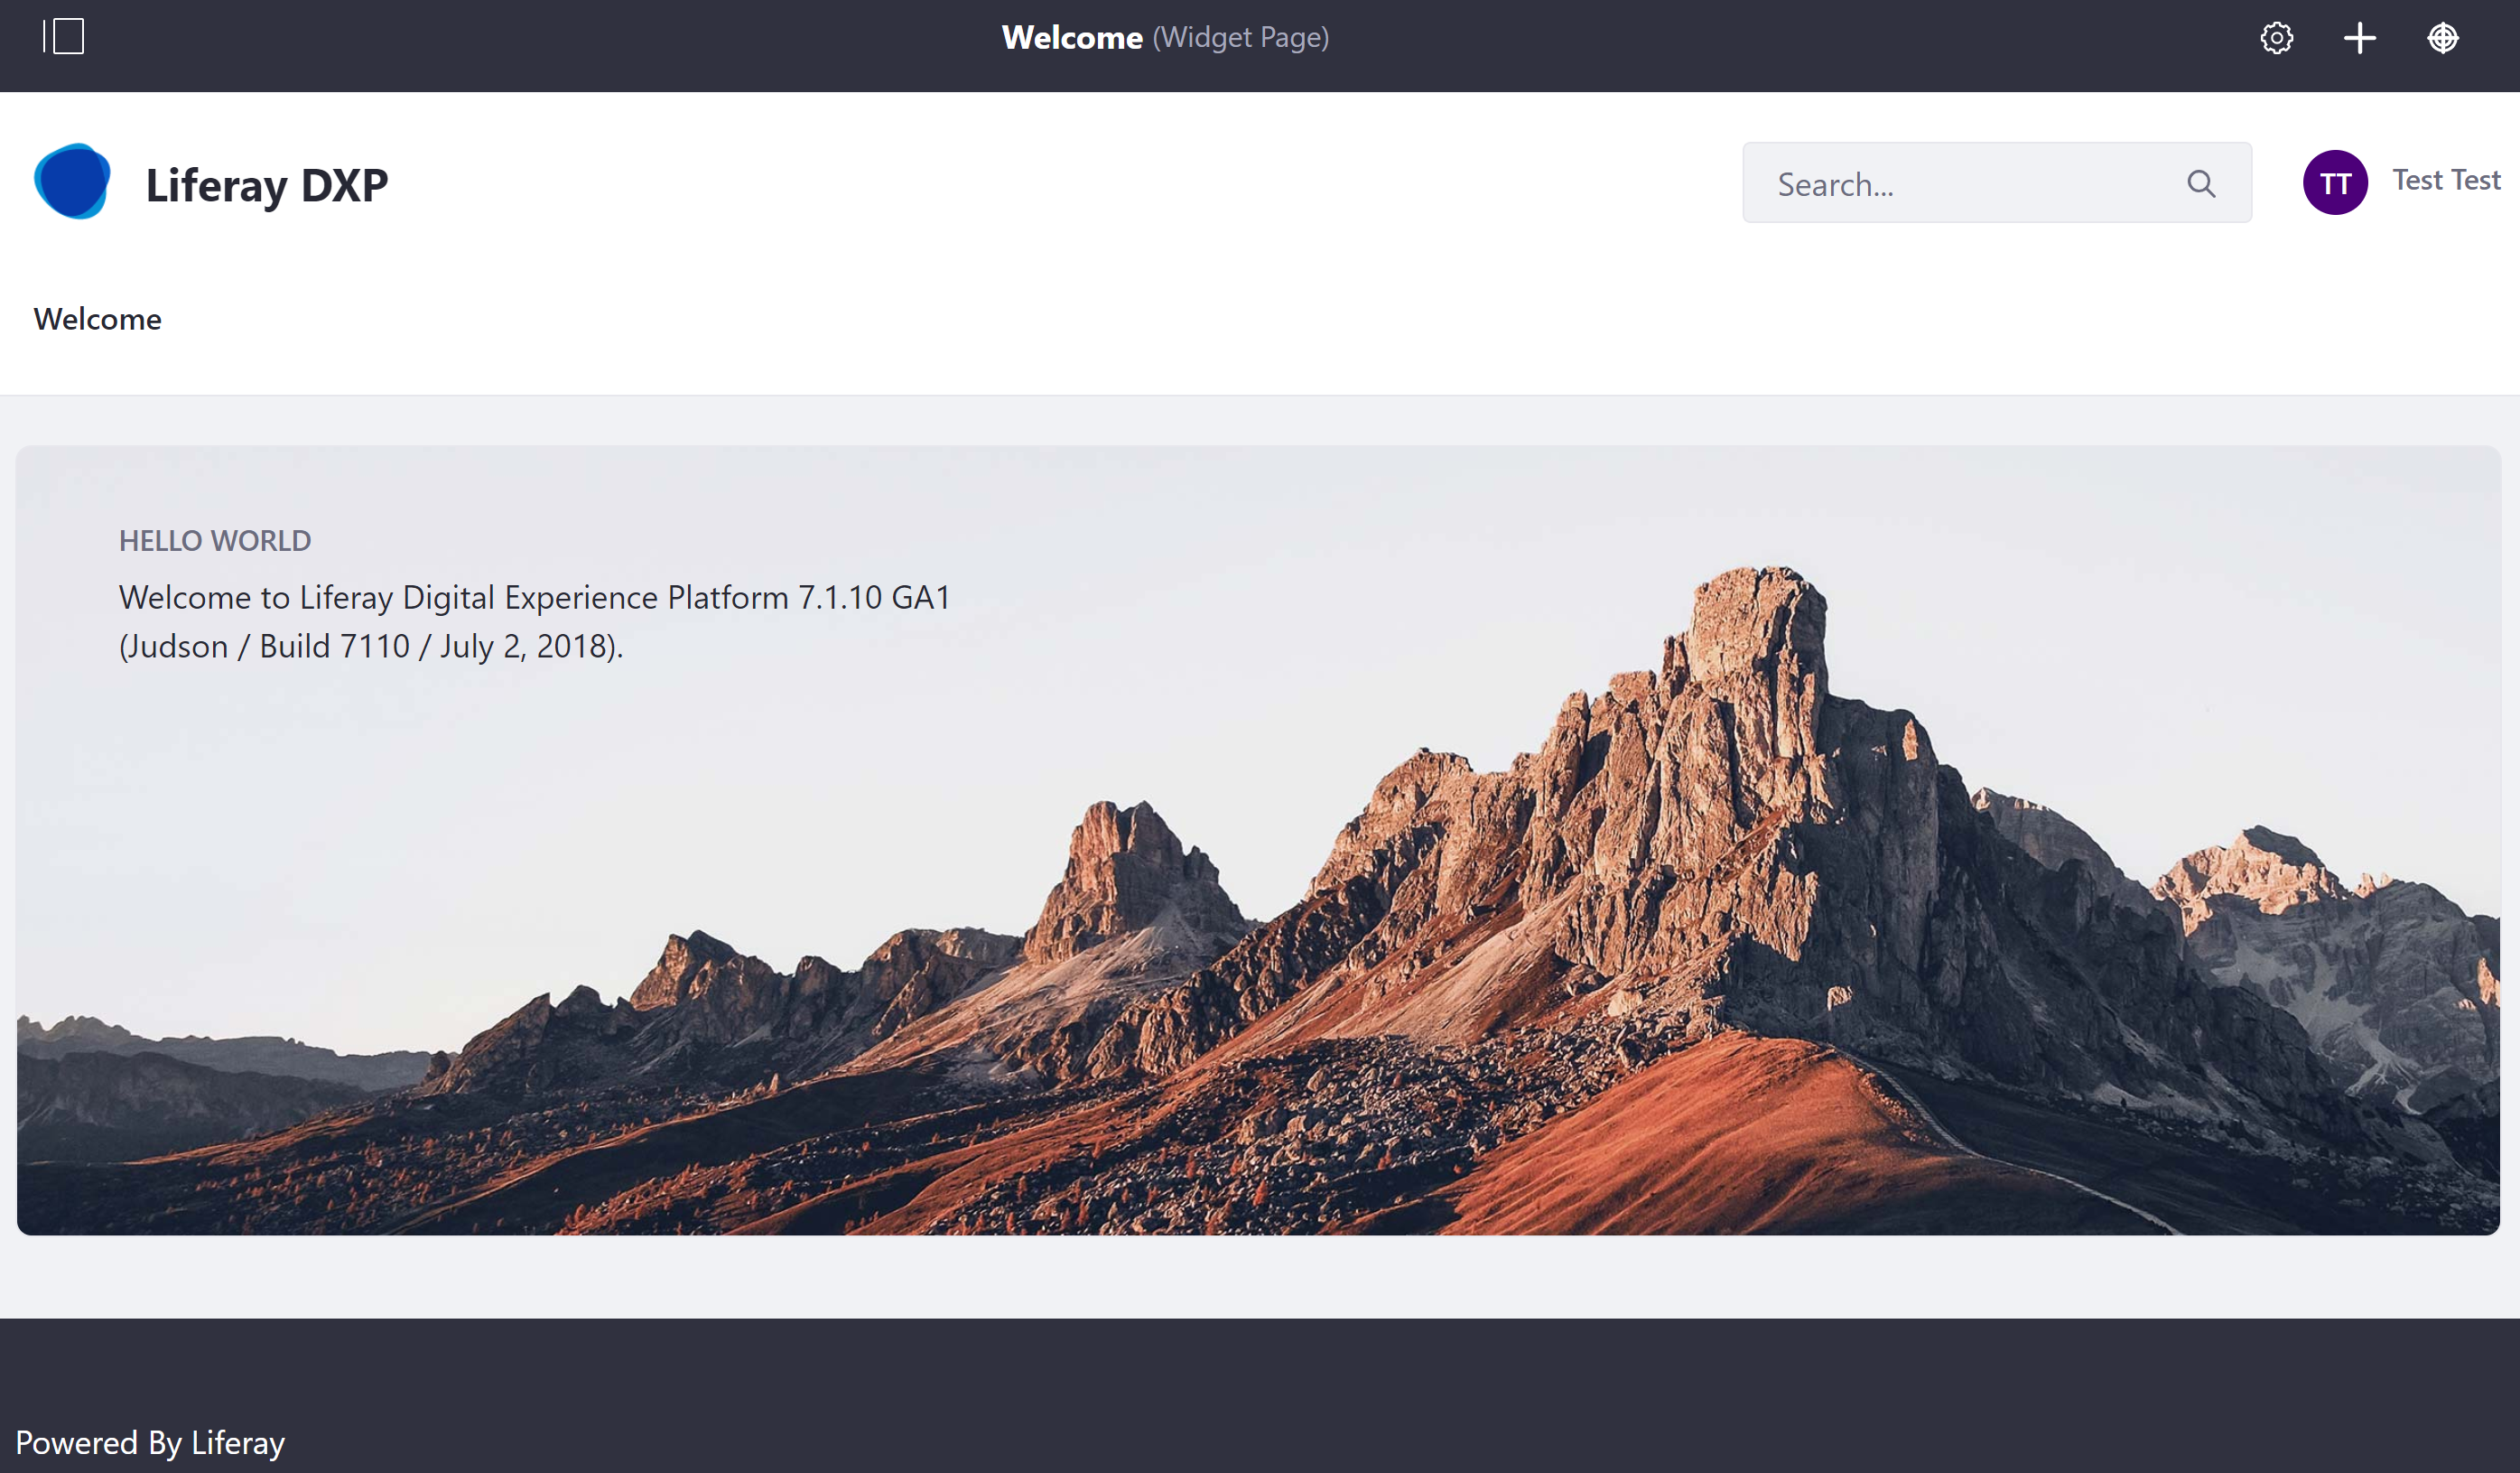 Welcome (Widget Page)
Liferay DXP
Search...
TT
Test Test
Welcome
HELLO WORLD
Welcome to Liferay Digital Experience Platform 7.1.10 GA1
(Judson / Build 7110 / July 2, 2018).
Powered By Liferay